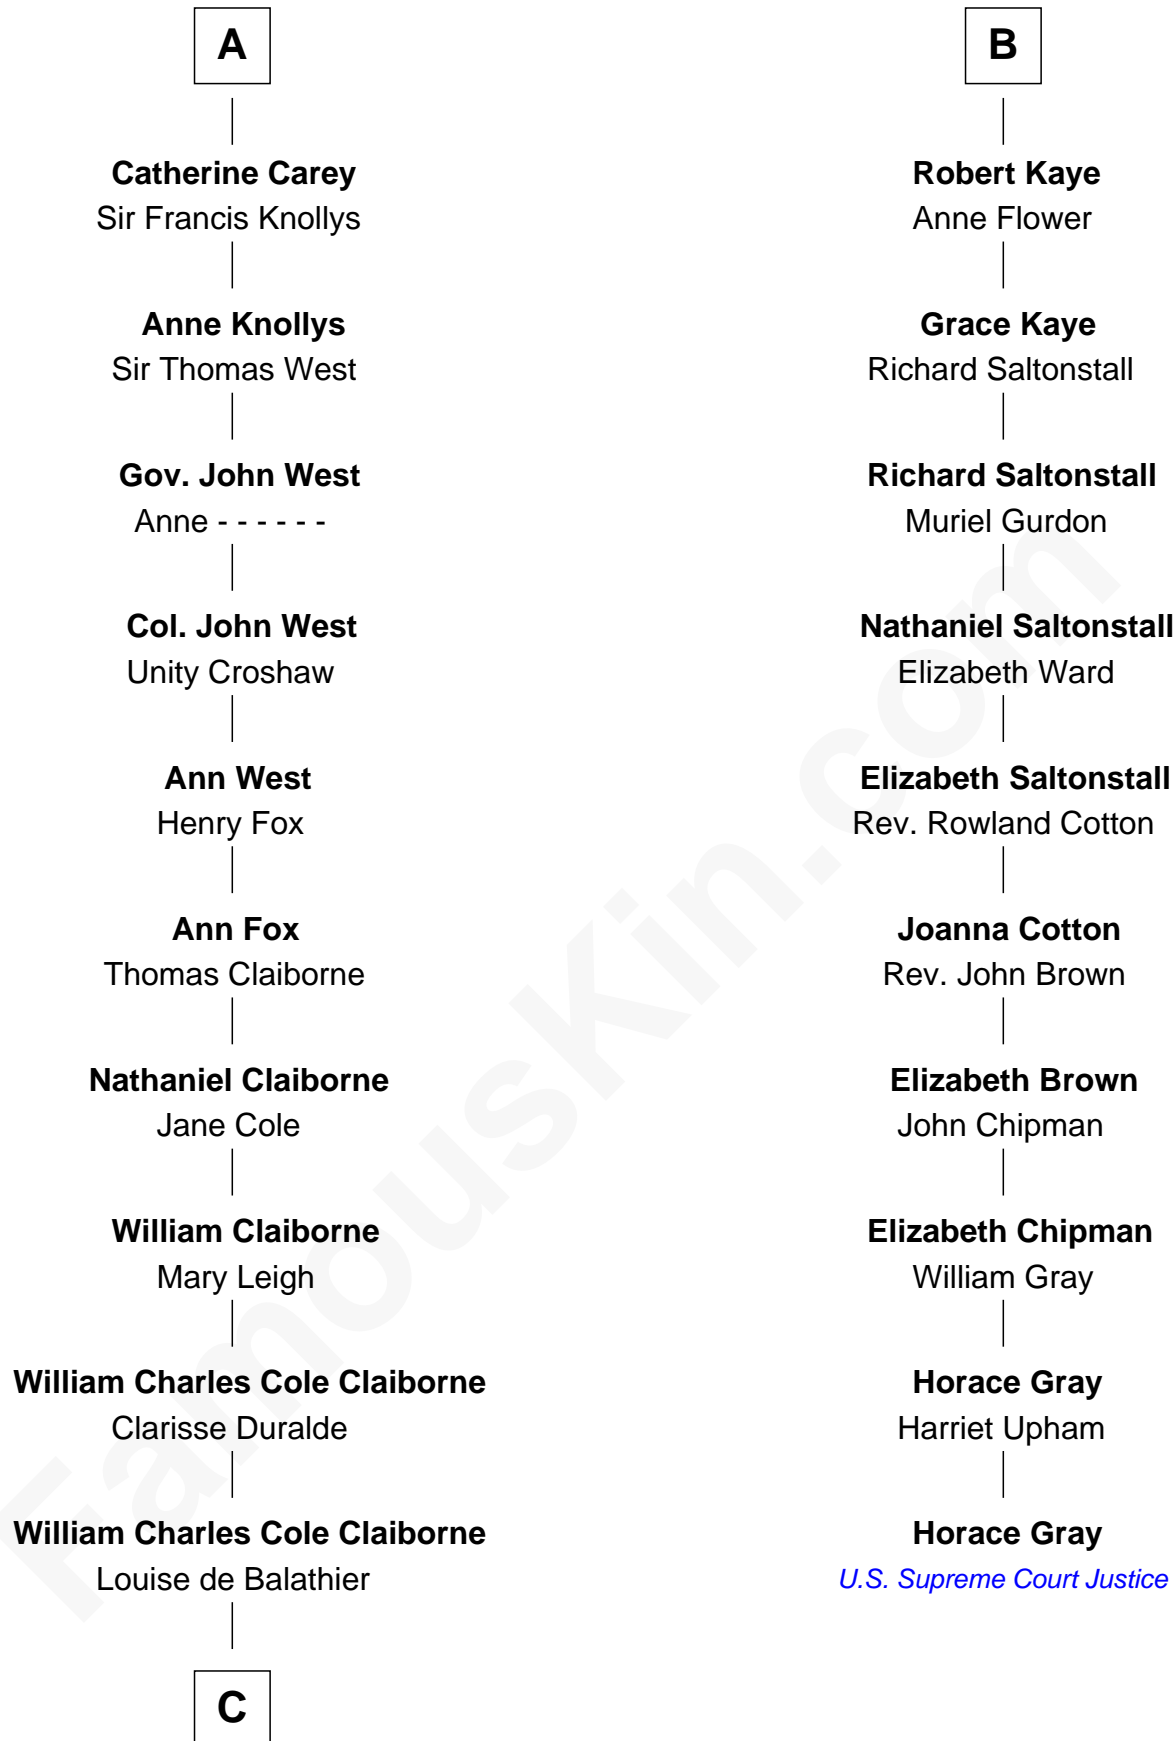 A
Catherine Carey
Sir Francis Knollys
Anne Knollys
Sir Thomas West
Gov. John West
Anne - - - - - -
Col. John West
Unity Croshaw
Ann West
Henry Fox
Ann Fox
Thomas Claiborne
Nathaniel Claiborne
Jane Cole
William Claiborne
Mary Leigh
William Charles Cole Claiborne
Clarisse Duralde
William Charles Cole Claiborne
Louise de Balathier
C
B
Robert Kaye
Anne Flower
Grace Kaye
Richard Saltonstall
Richard Saltonstall
Muriel Gurdon
Nathaniel Saltonstall
Elizabeth Ward
Elizabeth Saltonstall
Rev. Rowland Cotton
Joanna Cotton
Rev. John Brown
Elizabeth Brown
John Chipman
Elizabeth Chipman
William Gray
Horace Gray
Harriet Upham
Horace Gray
U.S. Supreme Court Justice
FamousKin.com